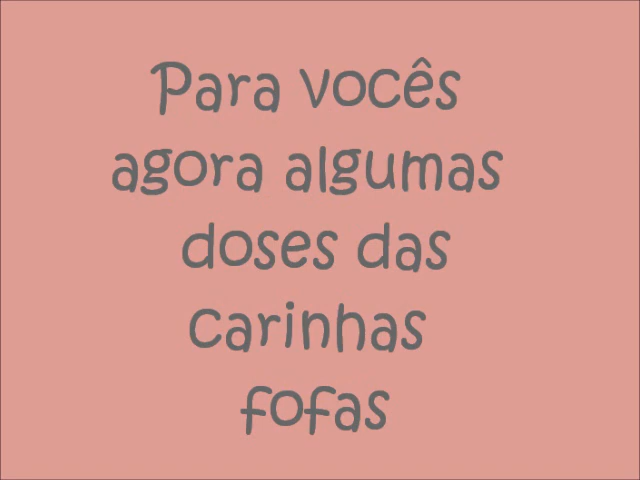 Para vocês
agora algumas
doses das
carinhas
fofas